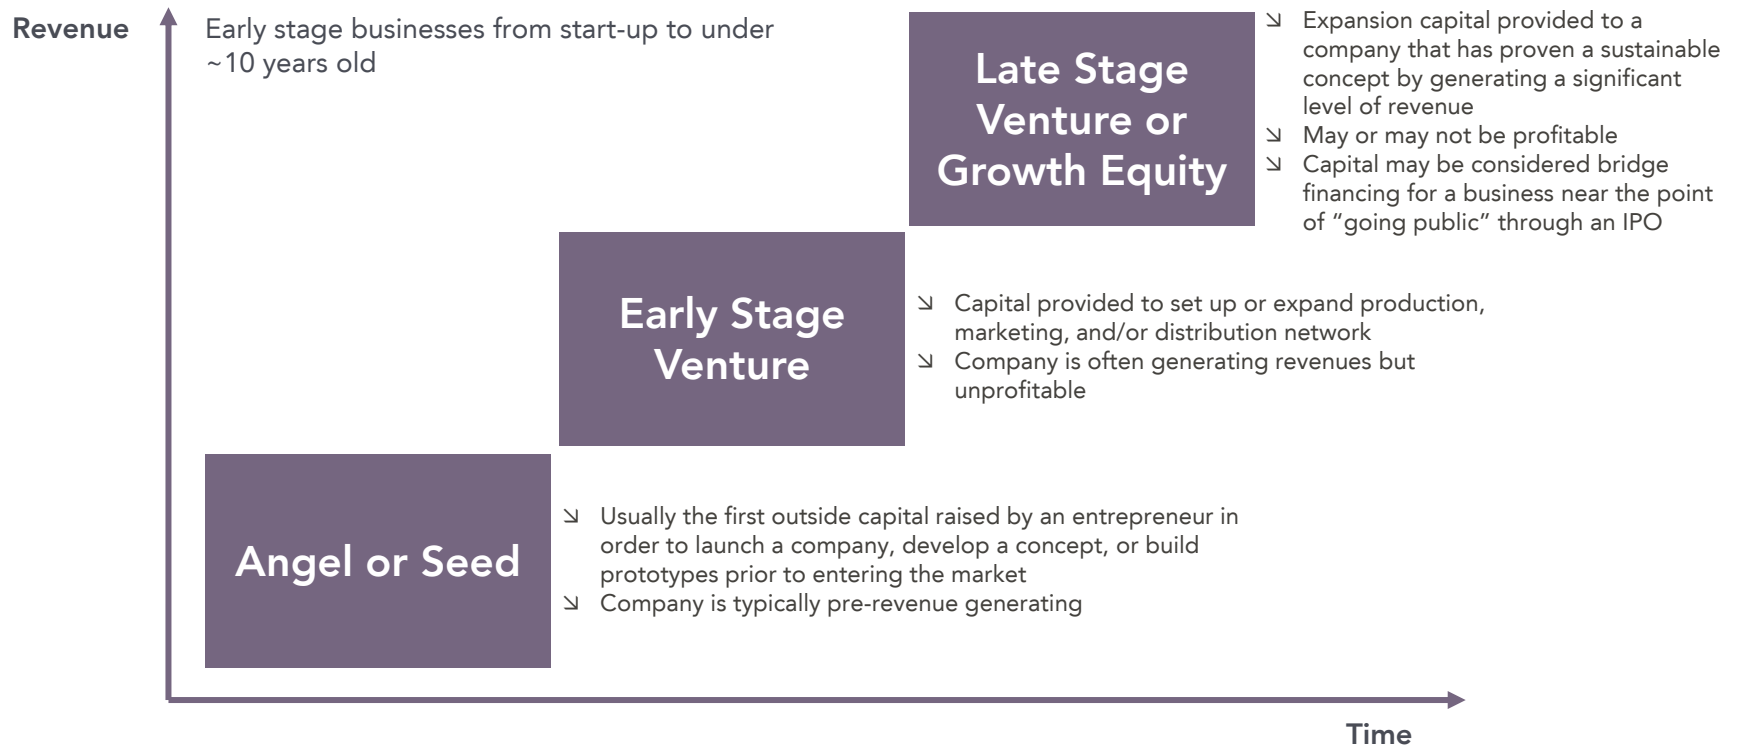 Revenue
Early stage businesses from start-up to under
~10 years old
Late Stage
Venture or
Growth Equity
↘ Expansion capital provided to a
company that has proven a sustainable
concept by generating a significant
level of revenue
↘ May or may not be profitable
↘ Capital may be considered bridge
financing for a business near the point
of “going public” through an IPO
Early Stage
Venture
↘ Capital provided to set up or expand production,
marketing, and/or distribution network
↘ Company is often generating revenues but
unprofitable
Angel or Seed
↘ Usually the first outside capital raised by an entrepreneur in
order to launch a company, develop a concept, or build
prototypes prior to entering the market
↘ Company is typically pre-revenue generating
Time